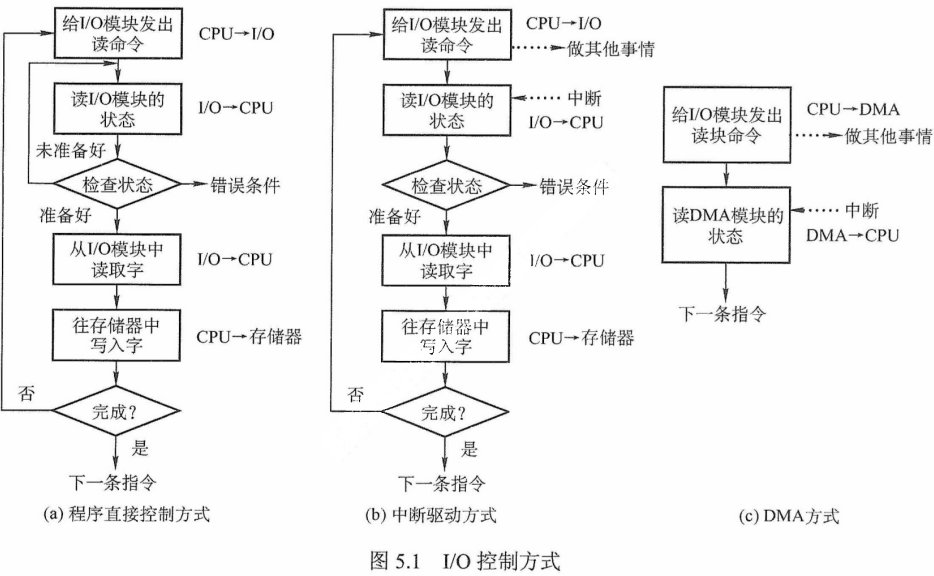 给I/O模块发出
读命令
CPU→I/O
读I/O模块的
状态
I/O→CPU
未准备好
检查状态
错误条件
准备好
从I/O模块中
读取字
I/O→CPU
往存储器中
写入字
CPU→存储器
否
完成?
是
下一条指令
(a) 程序直接控制方式
给I/O模块发出
读命令
CPU→I/O
做其他事情
读I/O模块的
状态
中断
I/O→CPU
检查状态
错误条件
准备好
从I/O模块中
读取字
I/O→CPU
往存储器中
写入字
CPU→存储器
否
完成?
是
下一条指令
(b) 中断驱动方式
给I/O模块发出
读块命令
CPU→DMA
做其他事情
读DMA模块的
状态
中断
DMA→CPU
下一条指令
(c) DMA方式
图 5.1 I/O 控制方式